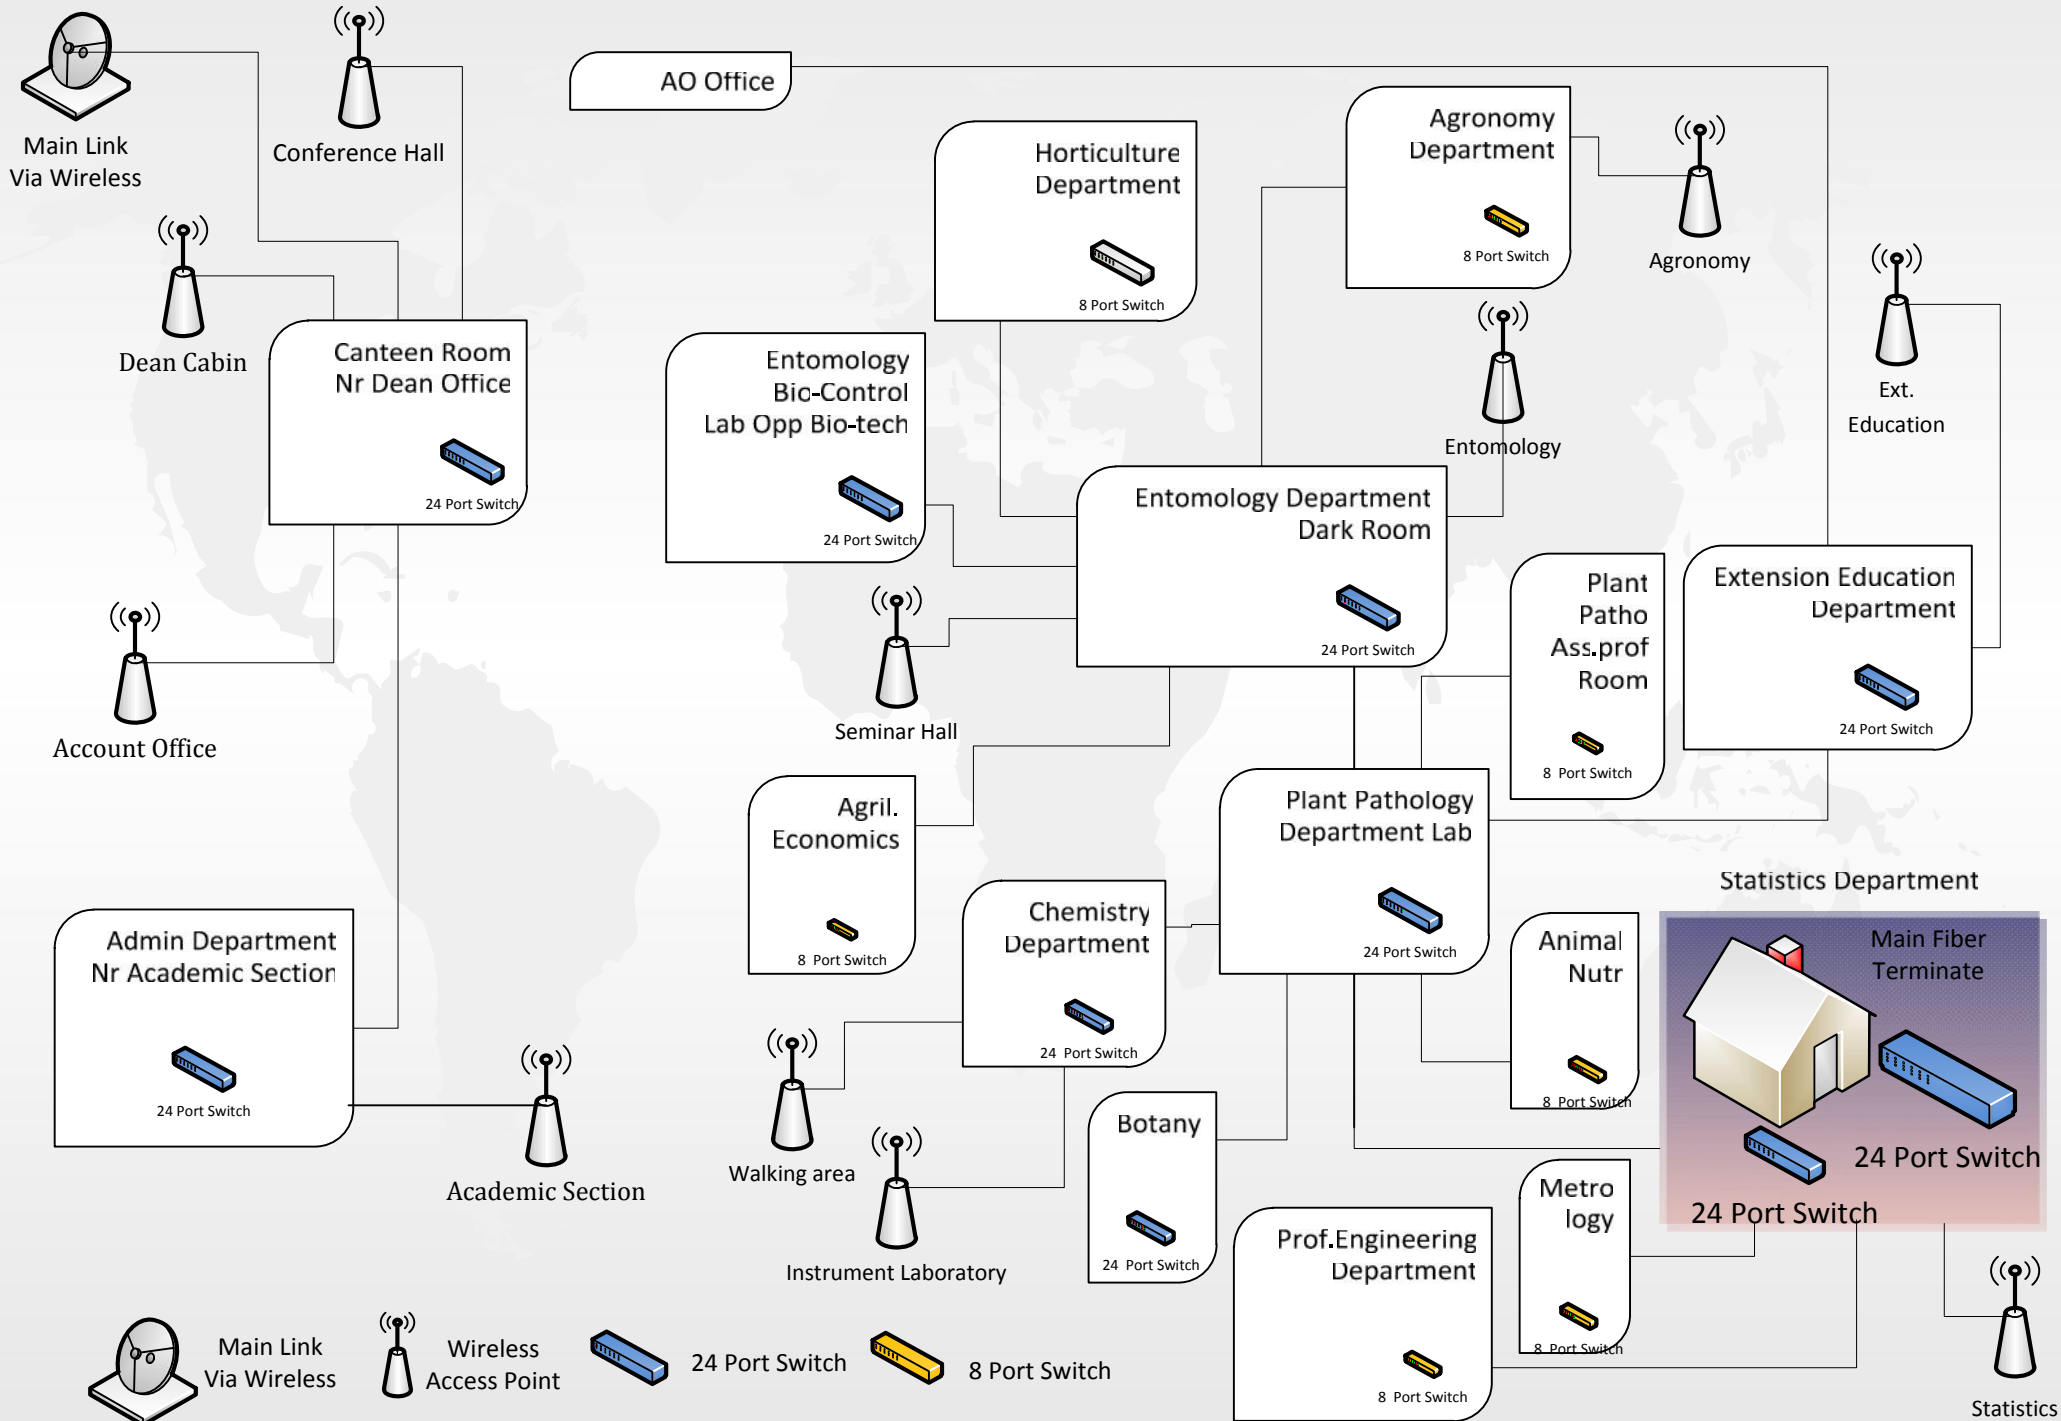 Main Link
Via Wireless
Conference Hall
AO Office
Horticulture
Department
8 Port Switch
Agronomy
Department
8 Port Switch
Agronomy
Dean Cabin
Canteen Room
Nr Dean Office
24 Port Switch
Entomology
Bio-Control
Lab Opp Bio-tech
24 Port Switch
Entomology
Ext.
Education
Entomology Department
Dark Room
24 Port Switch
Plant
Patho
Ass.prof
Room
8 Port Switch
Extension Education
Department
24 Port Switch
Account Office
Seminar Hall
Agril.
Economics
8 Port Switch
Plant Pathology
Department Lab
24 Port Switch
Chemistry
Department
24 Port Switch
Animal
Nutr
8 Port Switch
Statistics Department
Main Fiber
Terminate
24 Port Switch
24 Port Switch
Admin Department
Nr Academic Section
24 Port Switch
Academic Section
Walking area
Instrument Laboratory
Botany
24 Port Switch
Metro
logy
8 Port Switch
Prof.Engineering
Department
8 Port Switch
Statistics
Main Link
Via Wireless
Wireless
Access Point
24 Port Switch
8 Port Switch